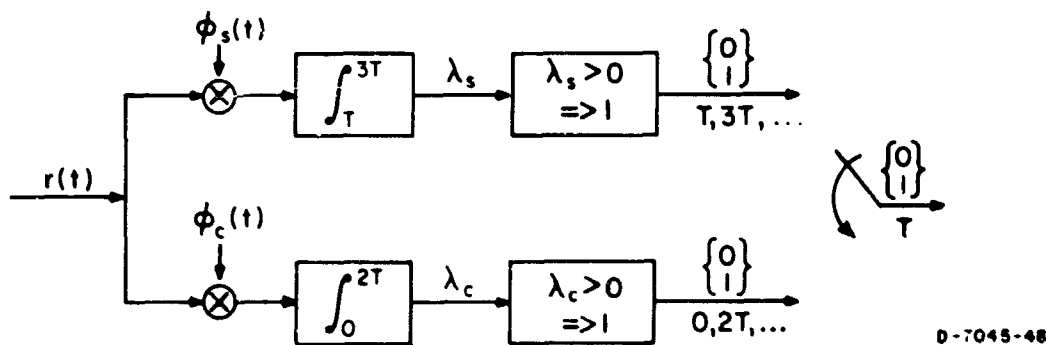 ϕs(t)
∫T3T
λs
λs>0
=>1
{0
1}
T,3T,...
r(t)
{0
1}
T
ϕc(t)
∫02T
λc
λc>0
=>1
{0
1}
0,2T,...
D-7045-48